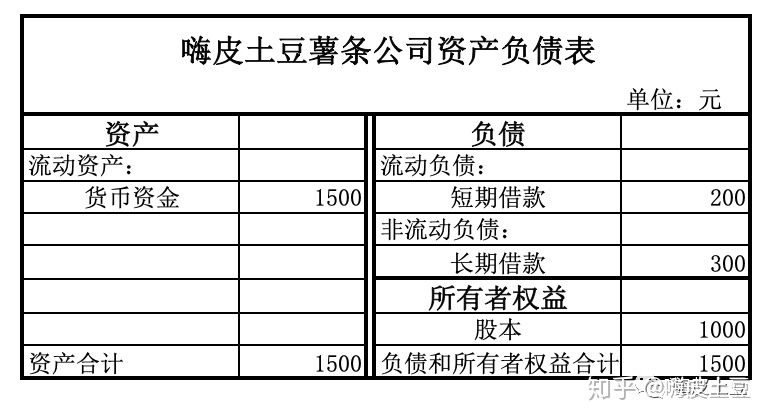 嗨皮土豆薯条公司资产负债表
单位：元
资产 负债
流动资产： 流动负债：
货币资金 1500 短期借款 200
非流动负债：
长期借款 300
所有者权益
股本 1000
资产合计 1500 负债和所有者权益合计 1500
知乎 @嗨皮土豆